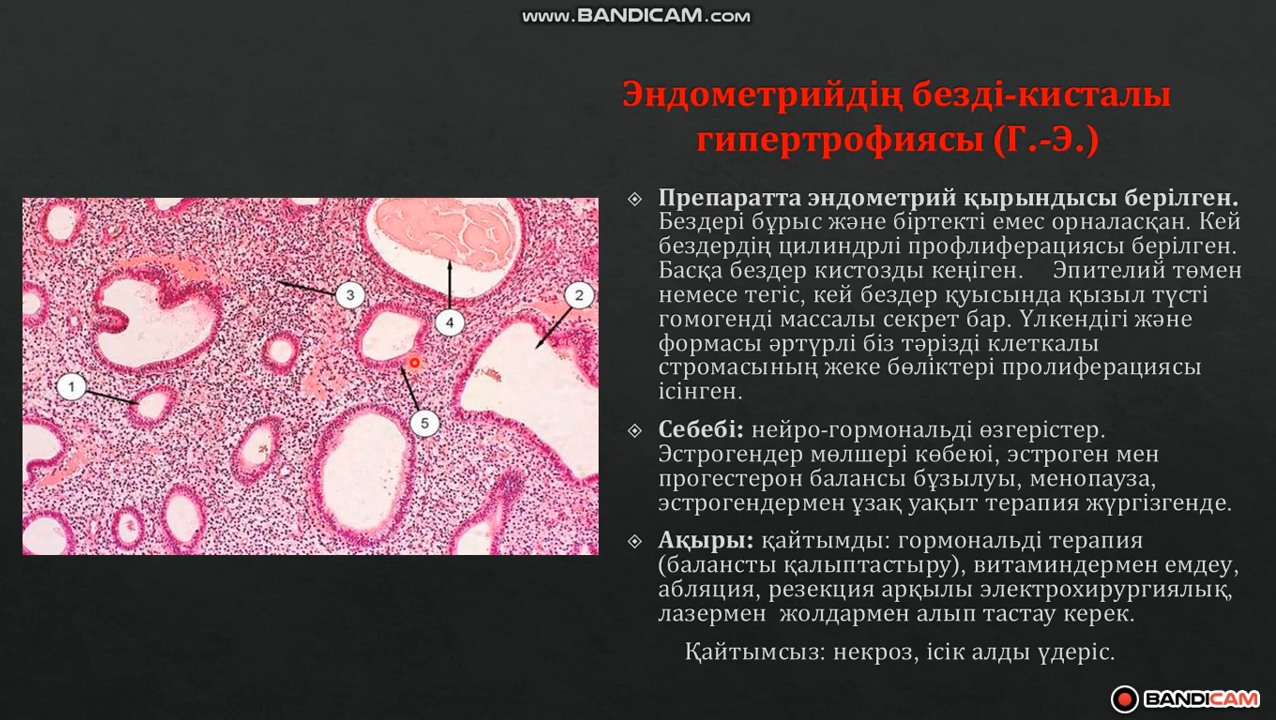 www.BANDICAM.com
Эндометрийдің безді-кисталы
гипертрофиясы (Г.-Э.)
Препаратта эндометрий қырындысы берілген.
Бездері бұрыс және біртекті емес орналасқан. Кей
бездердің цилиндрлі профлиферациясы берілген.
Басқа бездер кистозды кеңіген. Эпителий төмен
немесе тегіс, кей бездер қуысында қызыл түсті
гомогенді массалы секрет бар. Үлкендігі және
формасы әртүрлі біз тәрізді клеткалы
стромасының жеке бөліктері пролиферациясы
ісінген.
Себебі: нейро-гормональді өзгерістер.
Эстрогендер мөлшері көбеюі, эстроген мен
прогестерон балансы бұзылуы, менопауза,
эстрогендермен ұзақ уақыт терапия жүргізгенде.
Ақыры: қайтымды: гормональді терапия
(балансты қалыптастыру), витаминдермен емдеу,
абляция, резекция арқылы электрохирургиялық,
лазермен жолдармен алып тастау керек.
Қайтымсыз: некроз, ісік алды үдеріс.
1
2
3
4
5
BANDICAM